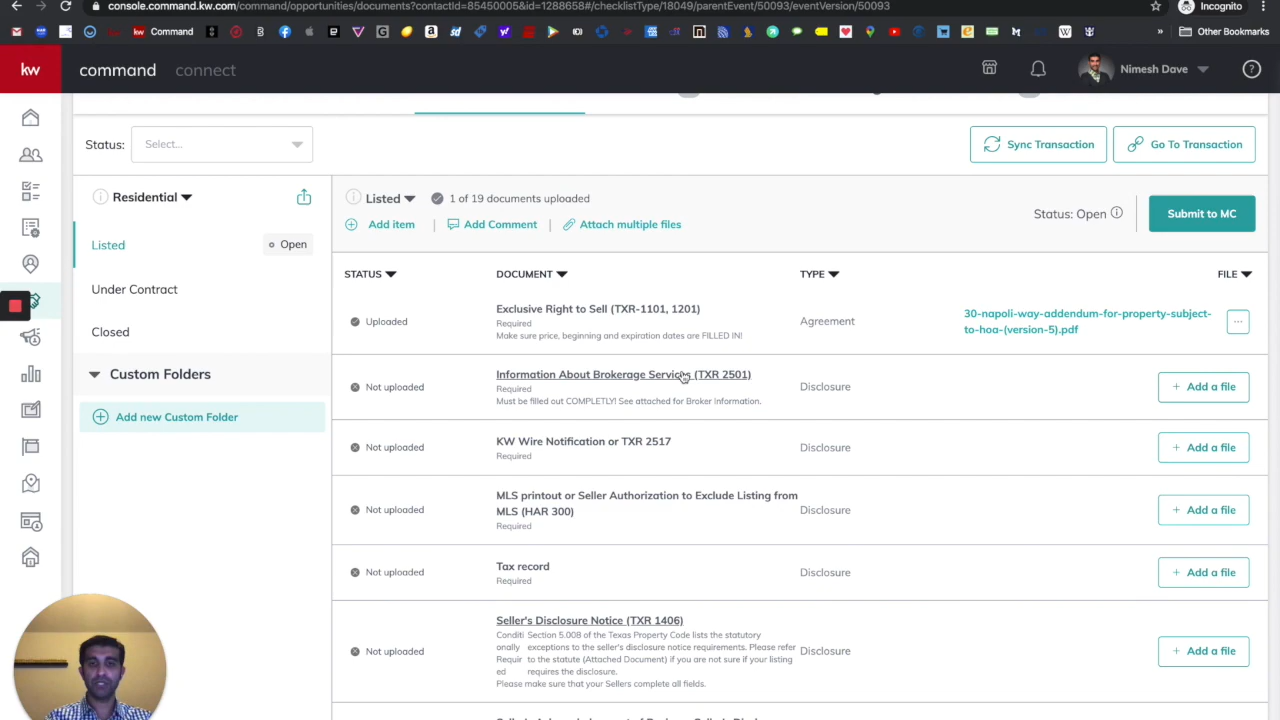 console.command.kw.com/command/opportunities/documents?contactId=85450005&id=1288658#/checklistType/18049/parentEvent/50093/eventVersion/50093
Incognito
Command
Other Bookmarks
kw
command connect
Nimesh Dave
Status: Select...
Sync Transaction
Go To Transaction
Residential
Listed
Open
Under Contract
Closed
Custom Folders
Add new Custom Folder
Listed 1 of 19 documents uploaded
Add item | Add Comment | Attach multiple files
Status: Open
Submit to MC
STATUS DOCUMENT TYPE FILE
Uploaded
Exclusive Right to Sell (TXR-1101, 1201)
Required
Make sure price, beginning and expiration dates are FILLED IN!
Agreement
30-napoli-way-addendum-for-property-subject-
to-hoa-(version-5).pdf
Not uploaded
Information About Brokerage Services (TXR 2501)
Required
Must be filled out COMPLETLY! See attached for Broker Information.
Disclosure
+ Add a file
Not uploaded
KW Wire Notification or TXR 2517
Required
Disclosure
+ Add a file
Not uploaded
MLS printout or Seller Authorization to Exclude Listing from
MLS (HAR 300)
Required
Disclosure
+ Add a file
Not uploaded
Tax record
Required
Disclosure
+ Add a file
Not uploaded
Seller's Disclosure Notice (TXR 1406)
Conditi Section 5.008 of the Texas Property Code lists the statutory
onally exceptions to the seller's disclosure notice requirements. Please refer
Requir to the statute (Attached Document) if you are not sure if your listing
ed requires the disclosure.
Please make sure that your Sellers complete all fields.
Disclosure
+ Add a file